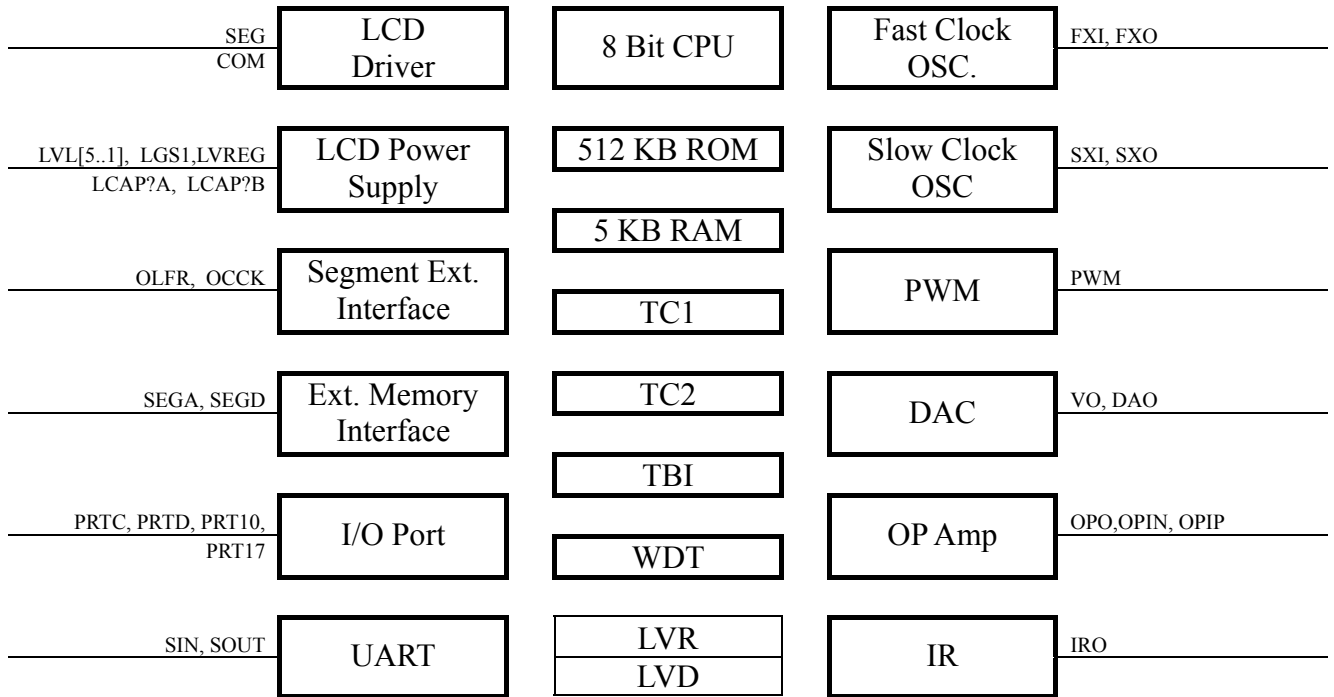 SEG
COM
LCD
Driver
8 Bit CPU
Fast Clock
OSC.
FXI, FXO
LVL[5..1], LGS1,LVREG
LCAP?A, LCAP?B
LCD Power
Supply
512 KB ROM
Slow Clock
OSC
SXI, SXO
5 KB RAM
OLFR, OCCK
Segment Ext.
Interface
TC1
PWM
PWM
SEGA, SEGD
Ext. Memory
Interface
TC2
DAC
VO, DAO
TBI
PRTC, PRTD, PRT10,
PRT17
I/O Port
WDT
OP Amp
OPO,OPIN, OPIP
SIN, SOUT
UART
LVR
LVD
IR
IRO